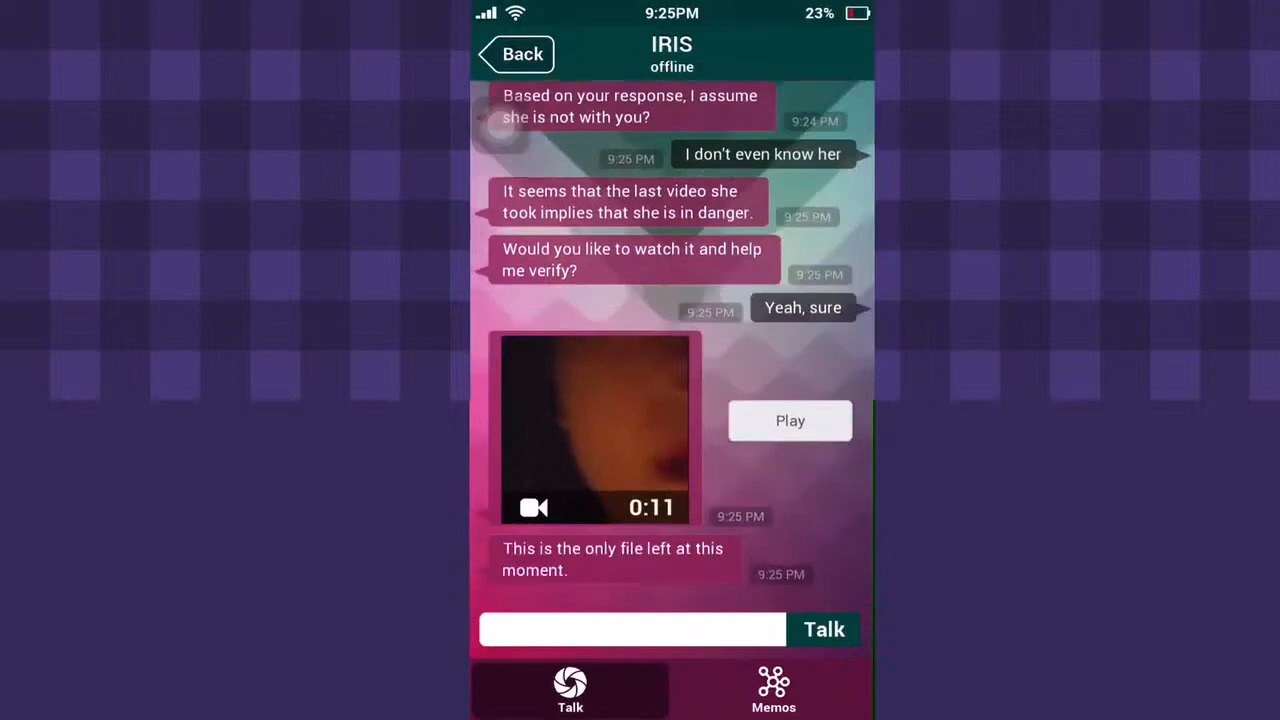 9:25PM
23%
Back
IRIS
offline
Based on your response, I assume
she is not with you?
9:24 PM
I don't even know her
9:25 PM
It seems that the last video she
took implies that she is in danger.
9:25 PM
Would you like to watch it and help
me verify?
9:25 PM
Yeah, sure
9:25 PM
Play
0:11
9:25 PM
This is the only file left at this
moment.
9:25 PM
Talk
Talk
Memos